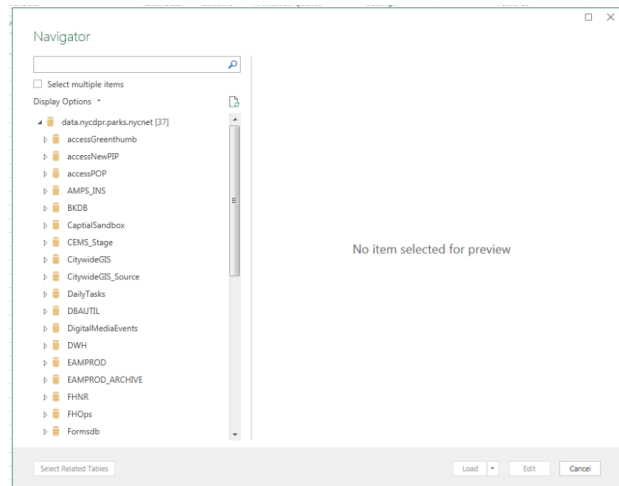 Navigator
Select multiple items
Display Options
data.nycdpr.parks.nycnet [37]
accessGreenthumb
accessNewPIP
accessPOP
AMPS_INS
BKDB
CaptialSandbox
CEMS_Stage
CitywideGIS
CitywideGIS_Source
DailyTasks
DBAUTIL
DigitalMediaEvents
DWH
EAMPROD
EAMPROD_ARCHIVE
FHNR
FHOps
Formsdb
No item selected for preview
Select Related Tables
Load
Edit
Cancel